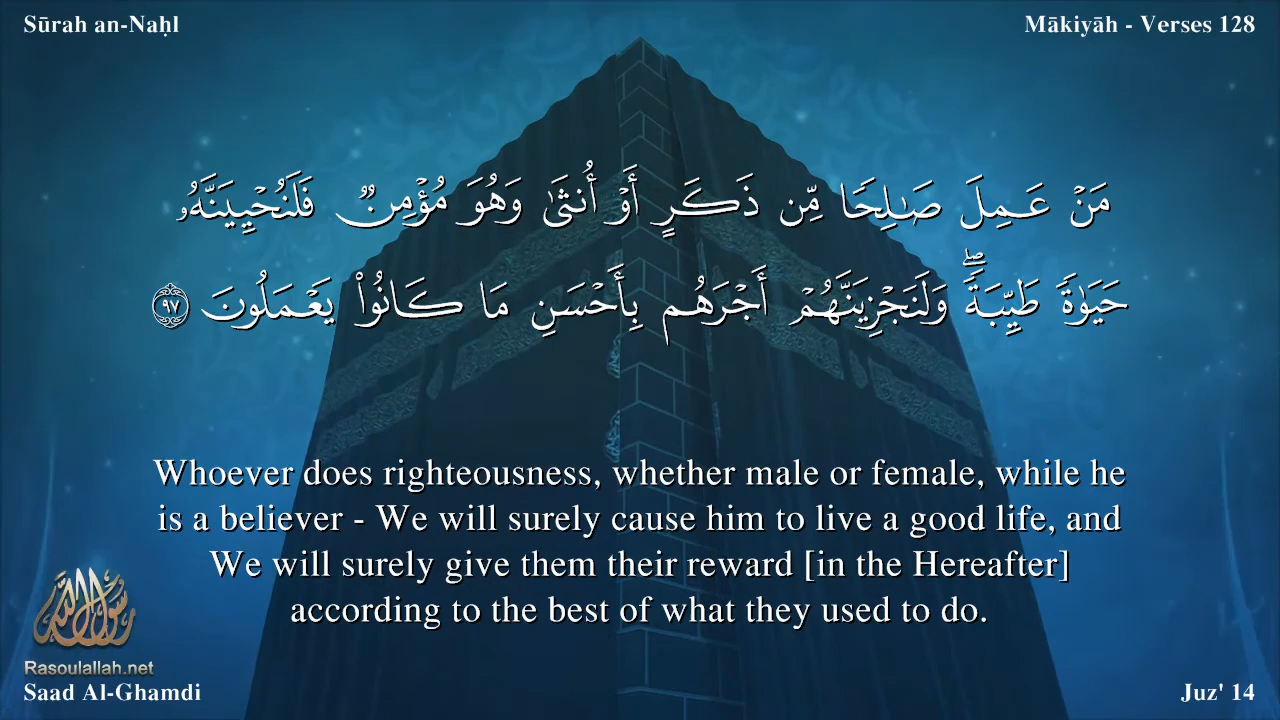 Sūrah an-Naḥl
Mākiyāh - Verses 128
مَنْ عَمِلَ صَـٰلِحًا مِّن ذَكَرٍ أَوْ أُنثَىٰ وَهُوَ مُؤْمِنٌ فَلَنُحْيِيَنَّهُۥ
حَيَوٰةً طَيِّبَةً ۖ وَلَنَجْزِيَنَّهُمْ أَجْرَهُم بِأَحْسَنِ مَا كَانُوا۟ يَعْمَلُونَ ٩٧
Whoever does righteousness, whether male or female, while he
is a believer - We will surely cause him to live a good life, and
We will surely give them their reward [in the Hereafter]
according to the best of what they used to do.
رسول الله
Rasoulallah.net
Saad Al-Ghamdi
Juz' 14